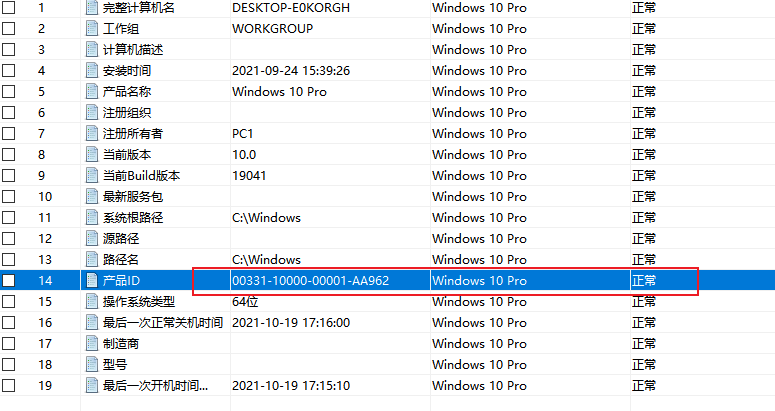 1 完整计算机名 DESKTOP-E0KORGH Windows 10 Pro 正常
2 工作组 WORKGROUP Windows 10 Pro 正常
3 计算机描述 Windows 10 Pro 正常
4 安装时间 2021-09-24 15:39:26 Windows 10 Pro 正常
5 产品名称 Windows 10 Pro Windows 10 Pro 正常
6 注册组织 Windows 10 Pro 正常
7 注册所有者 PC1 Windows 10 Pro 正常
8 当前版本 10.0 Windows 10 Pro 正常
9 当前Build版本 19041 Windows 10 Pro 正常
10 最新服务包 Windows 10 Pro 正常
11 系统根路径 C:\Windows Windows 10 Pro 正常
12 源路径 Windows 10 Pro 正常
13 路径名 C:\Windows Windows 10 Pro 正常
14 产品ID 00331-10000-00001-AA962 Windows 10 Pro 正常
15 操作系统类型 64位 Windows 10 Pro 正常
16 最后一次正常关机时间 2021-10-19 17:16:00 Windows 10 Pro 正常
17 制造商 Windows 10 Pro 正常
18 型号 Windows 10 Pro 正常
19 最后一次开机时间... 2021-10-19 17:15:10 Windows 10 Pro 正常